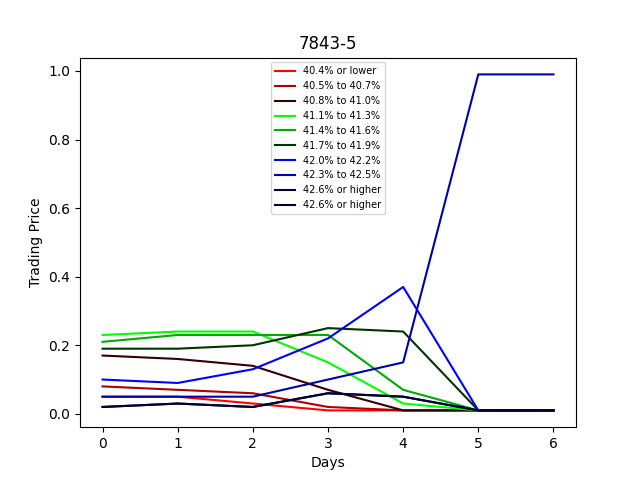 7843-5
40.4% or lower
40.5% to 40.7%
40.8% to 41.0%
41.1% to 41.3%
41.4% to 41.6%
41.7% to 41.9%
42.0% to 42.2%
42.3% to 42.5%
42.6% or higher
42.6% or higher
Trading Price
1.0
0.8
0.6
0.4
0.2
0.0
0 1 2 3 4 5 6
Days